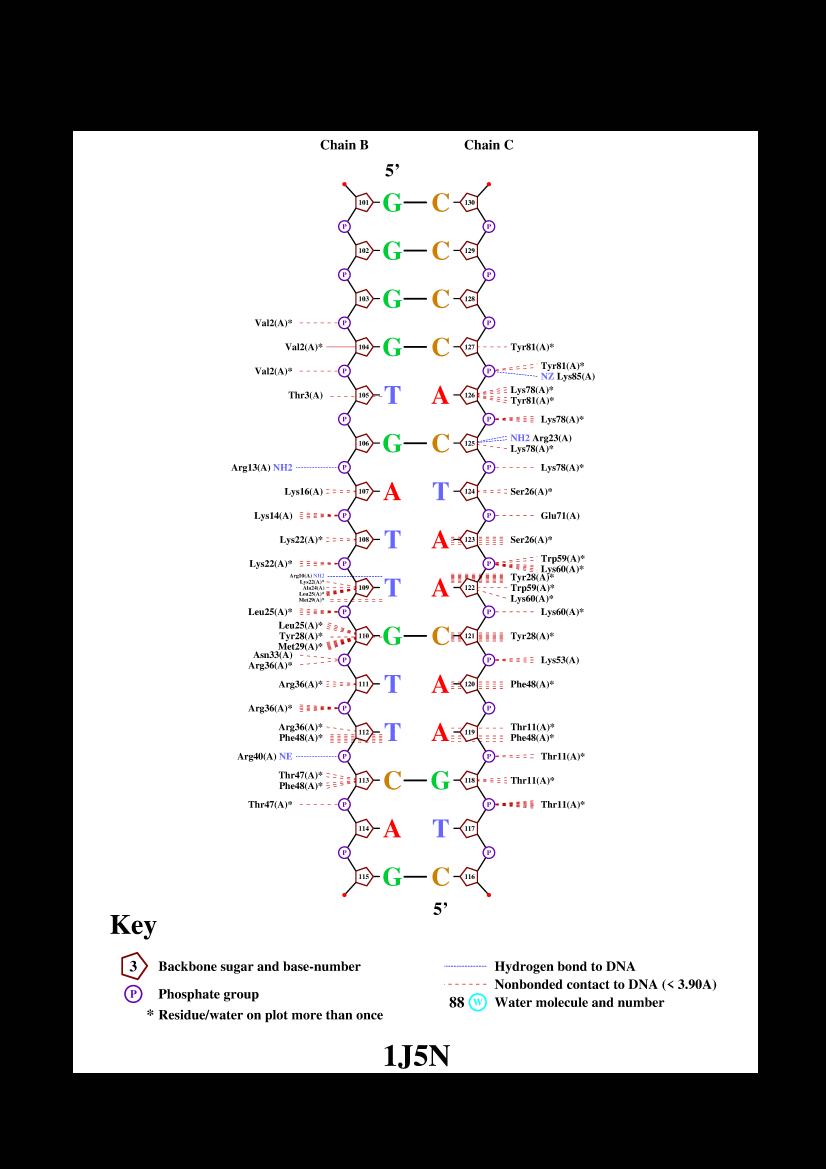 Chain B Chain C
5’
101 G C 130
P P
102 G C 129
P P
103 G C 128
Val2(A)* P P
Val2(A)* 104 G C 127 Tyr81(A)*
Tyr81(A)*
Val2(A)* P P
NZ Lys85(A)
Lys78(A)*
Thr3(A) 105 T A 126
Tyr81(A)*
P P Lys78(A)*
NH2 Arg23(A)
106 G C 125
Lys78(A)*
Arg13(A) NH2 P P Lys78(A)*
Lys16(A) 107 A T 124 Ser26(A)*
Lys14(A) P P Glu71(A)
Lys22(A)* 108 T A 123 Ser26(A)*
Trp59(A)*
Lys22(A)* P P
Lys60(A)*
Arg10(A) NH2 Tyr28(A)*
Lys22(A)*
Ala24(A) 109 T A 122 Trp59(A)*
Leu25(A)*
Met29(A)* Lys60(A)*
Leu25(A)* P P Lys60(A)*
Leu25(A)*
Tyr28(A)* 110 G C 121 Tyr28(A)*
Met29(A)*
Asn33(A)
P P Lys53(A)
Arg36(A)*
Arg36(A)* 111 T A 120 Phe48(A)*
Arg36(A)* P P
Arg36(A)* Thr11(A)*
112 T A 119
Phe48(A)* Phe48(A)*
Arg40(A) NE P P Thr11(A)*
Thr47(A)*
113 C G 118 Thr11(A)*
Phe48(A)*
Thr47(A)* P P Thr11(A)*
114 A T 117
P P
115 G C 116
5’
Key
3 Backbone sugar and base-number
P Phosphate group
* Residue/water on plot more than once
Hydrogen bond to DNA
Nonbonded contact to DNA (< 3.90A)
88 W Water molecule and number
1J5N